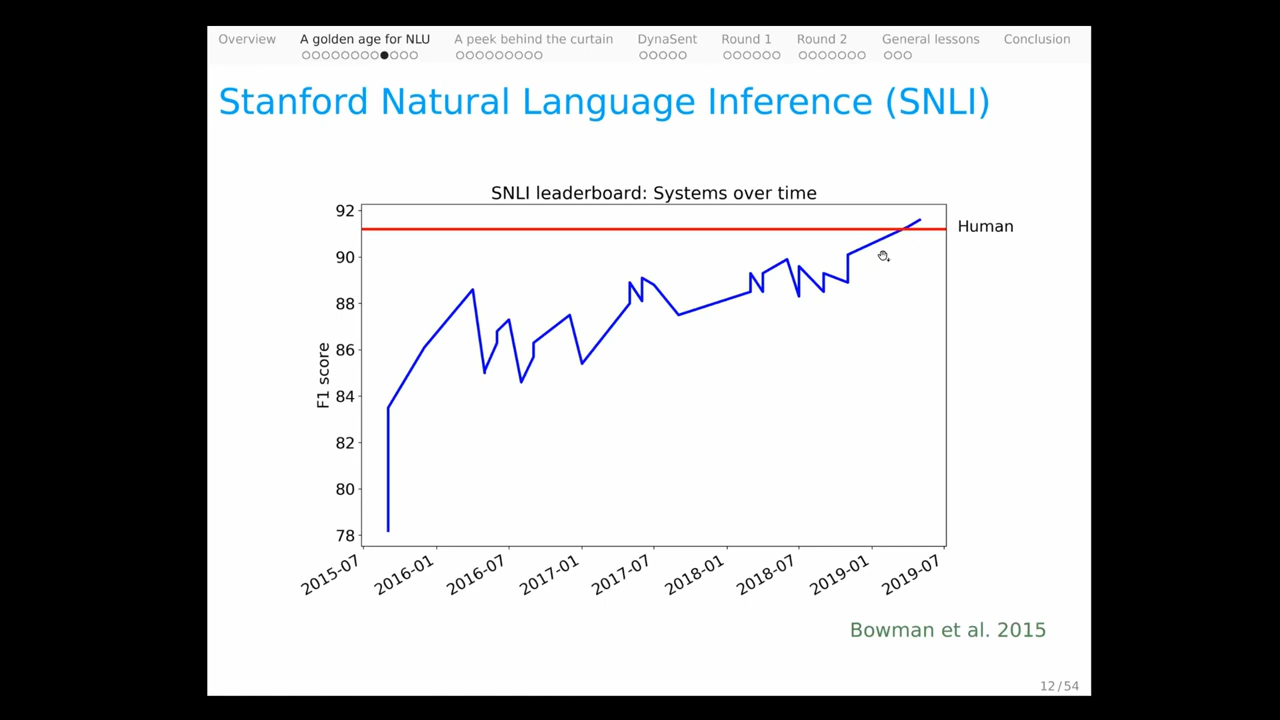 Overview A golden age for NLU A peek behind the curtain DynaSent Round 1 Round 2 General lessons Conclusion
Stanford Natural Language Inference (SNLI)
SNLI leaderboard: Systems over time
92
90
88
86
84
82
80
78
F1 score
Human
2015-07 2016-01 2016-07 2017-01 2017-07 2018-01 2018-07 2019-01 2019-07
Bowman et al. 2015
12 / 54